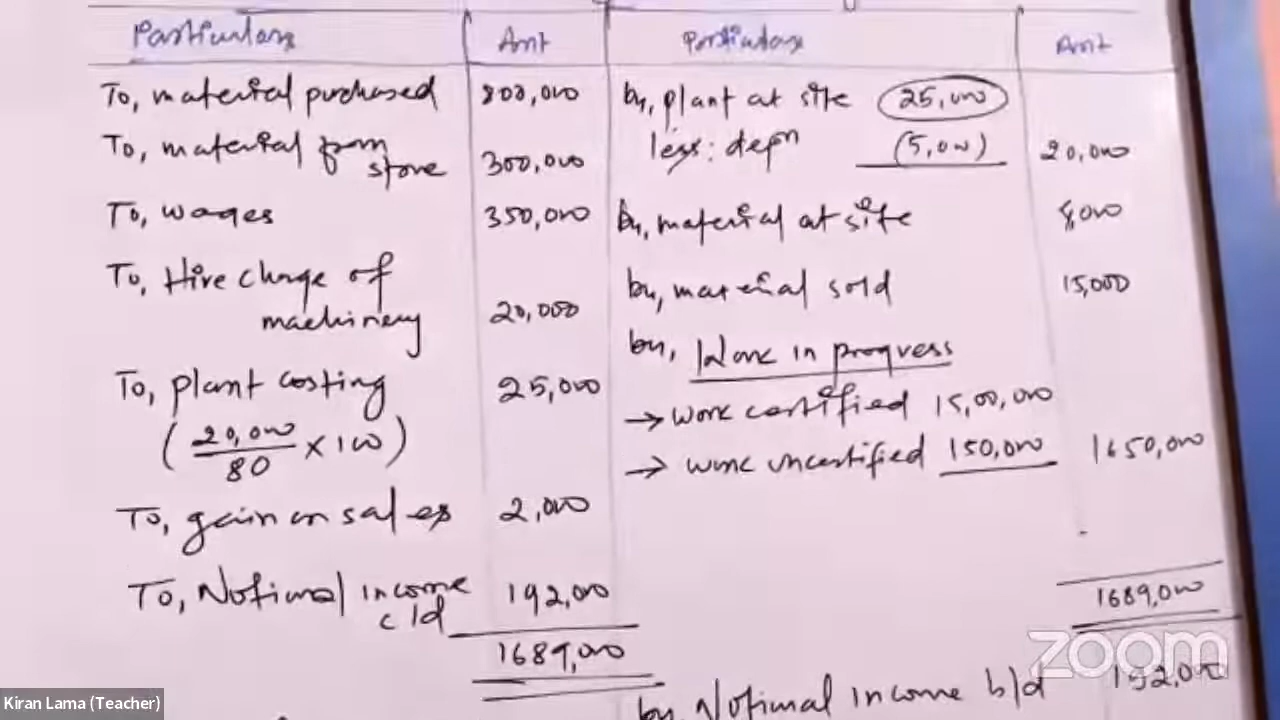 Particulars Amt Particulars Amt
To, material purchased 800,000 by, plant at site 25,000
To, material from store 300,000 less: depn (5,000) 20,000
To, wages 350,000 by, material at site 4,000
To, Hire charge of machinery 20,000 by, material sold 15,000
by, Work in progress
To, plant costing 25,000 → work certified 15,00,000
(20,000/80 × 100) → work uncertified 150,000 1650,000
To, gain on sales 2,000
To, Notional income c/d 192,000 1689,000
1689,000
by, Notional income b/d 192,000
zoom
Kiran Lama (Teacher)